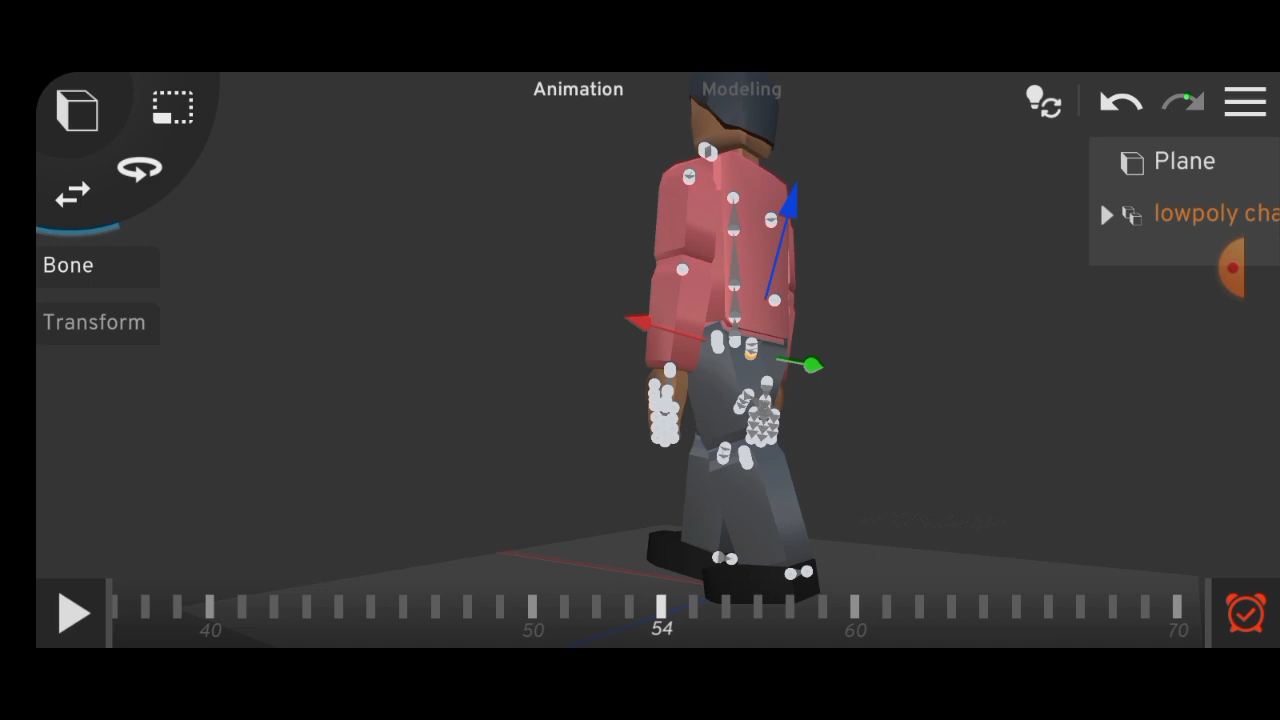 Animation
Modeling
Plane
lowpoly cha
Bone
Transform
40
50
54
60
70